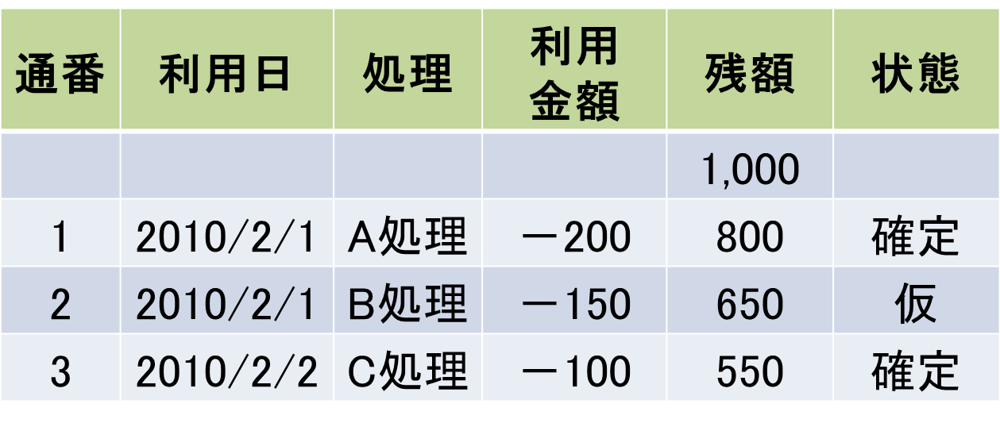 通番 利用日 処理 利用金額 残額 状態
1,000
1 2010/2/1 A処理 －200 800 確定
2 2010/2/1 B処理 －150 650 仮
3 2010/2/2 C処理 －100 550 確定